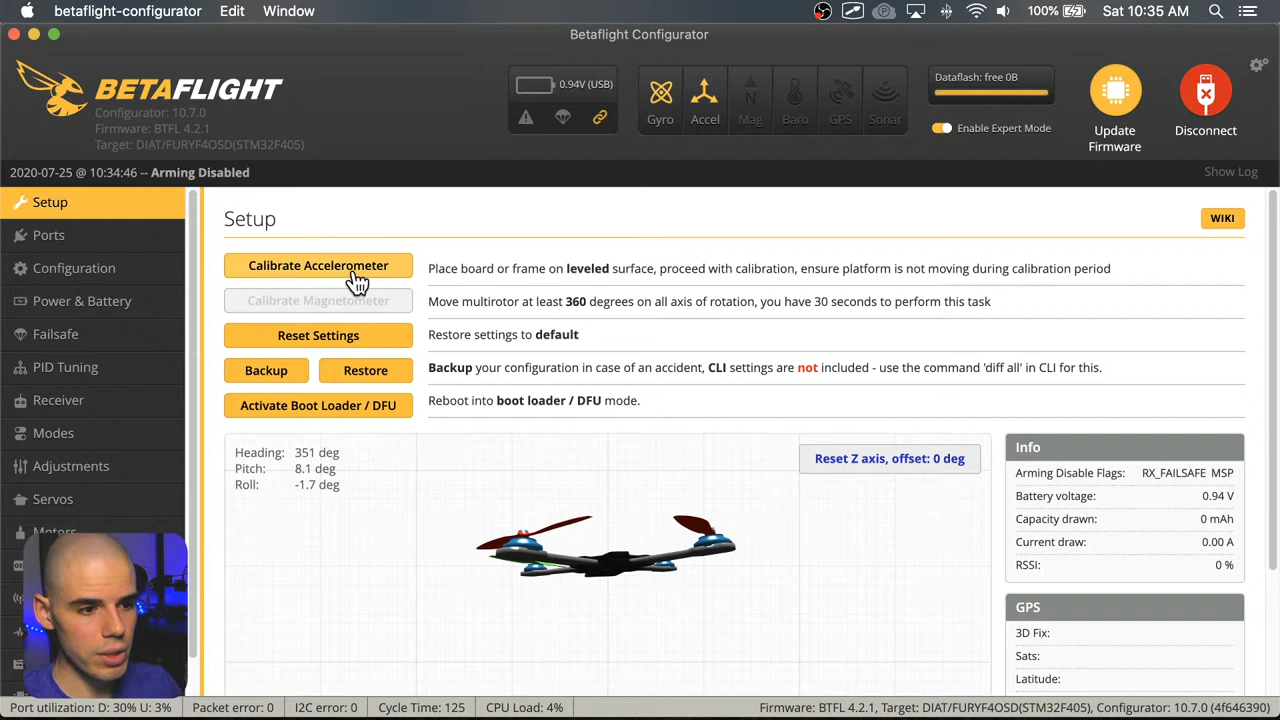 betaflight-configurator Edit Window 100% Sat 10:35 AM
Betaflight Configurator
BETAFLIGHT
Configurator: 10.7.0
Firmware: BTFL 4.2.1
Target: DIAT/FURYF4OSD(STM32F405)
0.94V (USB)
Gyro
Accel
Mag
Baro
GPS
Sonar
Dataflash: free 0B
Enable Expert Mode
Update
Firmware
Disconnect
2020-07-25 @ 10:34:46 -- Arming Disabled
Show Log
Setup
Ports
Configuration
Power & Battery
Failsafe
PID Tuning
Receiver
Modes
Adjustments
Servos
Motors
Setup
WIKI
Calibrate Accelerometer
Place board or frame on leveled surface, proceed with calibration, ensure platform is not moving during calibration period
Calibrate Magnetometer
Move multirotor at least 360 degrees on all axis of rotation, you have 30 seconds to perform this task
Reset Settings
Restore settings to default
Backup
Restore
Backup your configuration in case of an accident, CLI settings are not included - use the command 'diff all' in CLI for this.
Activate Boot Loader / DFU
Reboot into boot loader / DFU mode.
Heading: 351 deg
Pitch: 8.1 deg
Roll: -1.7 deg
Reset Z axis, offset: 0 deg
Info
Arming Disable Flags: RX_FAILSAFE MSP
Battery voltage: 0.94 V
Capacity drawn: 0 mAh
Current draw: 0.00 A
RSSI: 0 %
GPS
3D Fix:
Sats:
Latitude:
Port utilization: D: 30% U: 3%
Packet error: 0
I2C error: 0
Cycle Time: 125
CPU Load: 4%
Firmware: BTFL 4.2.1, Target: DIAT/FURYF4OSD(STM32F405), Configurator: 10.7.0 (4f646390)